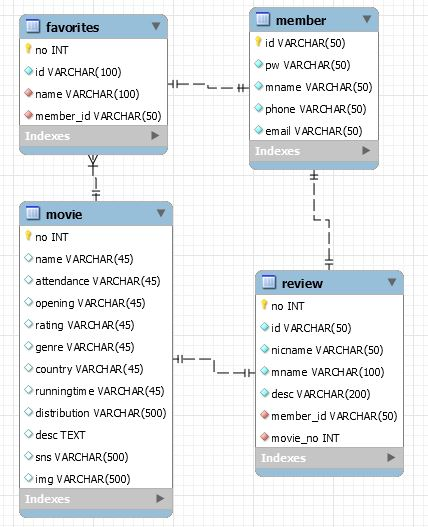 favorites
no INT
id VARCHAR(100)
name VARCHAR(100)
member_id VARCHAR(50)
Indexes
member
id VARCHAR(50)
pw VARCHAR(50)
mname VARCHAR(50)
phone VARCHAR(50)
email VARCHAR(50)
Indexes
movie
no INT
name VARCHAR(45)
attendance VARCHAR(45)
opening VARCHAR(45)
rating VARCHAR(45)
genre VARCHAR(45)
country VARCHAR(45)
runningtime VARCHAR(45)
distribution VARCHAR(500)
desc TEXT
sns VARCHAR(500)
img VARCHAR(500)
Indexes
review
no INT
id VARCHAR(50)
nicname VARCHAR(50)
mname VARCHAR(100)
desc VARCHAR(200)
member_id VARCHAR(50)
movie_no INT
Indexes